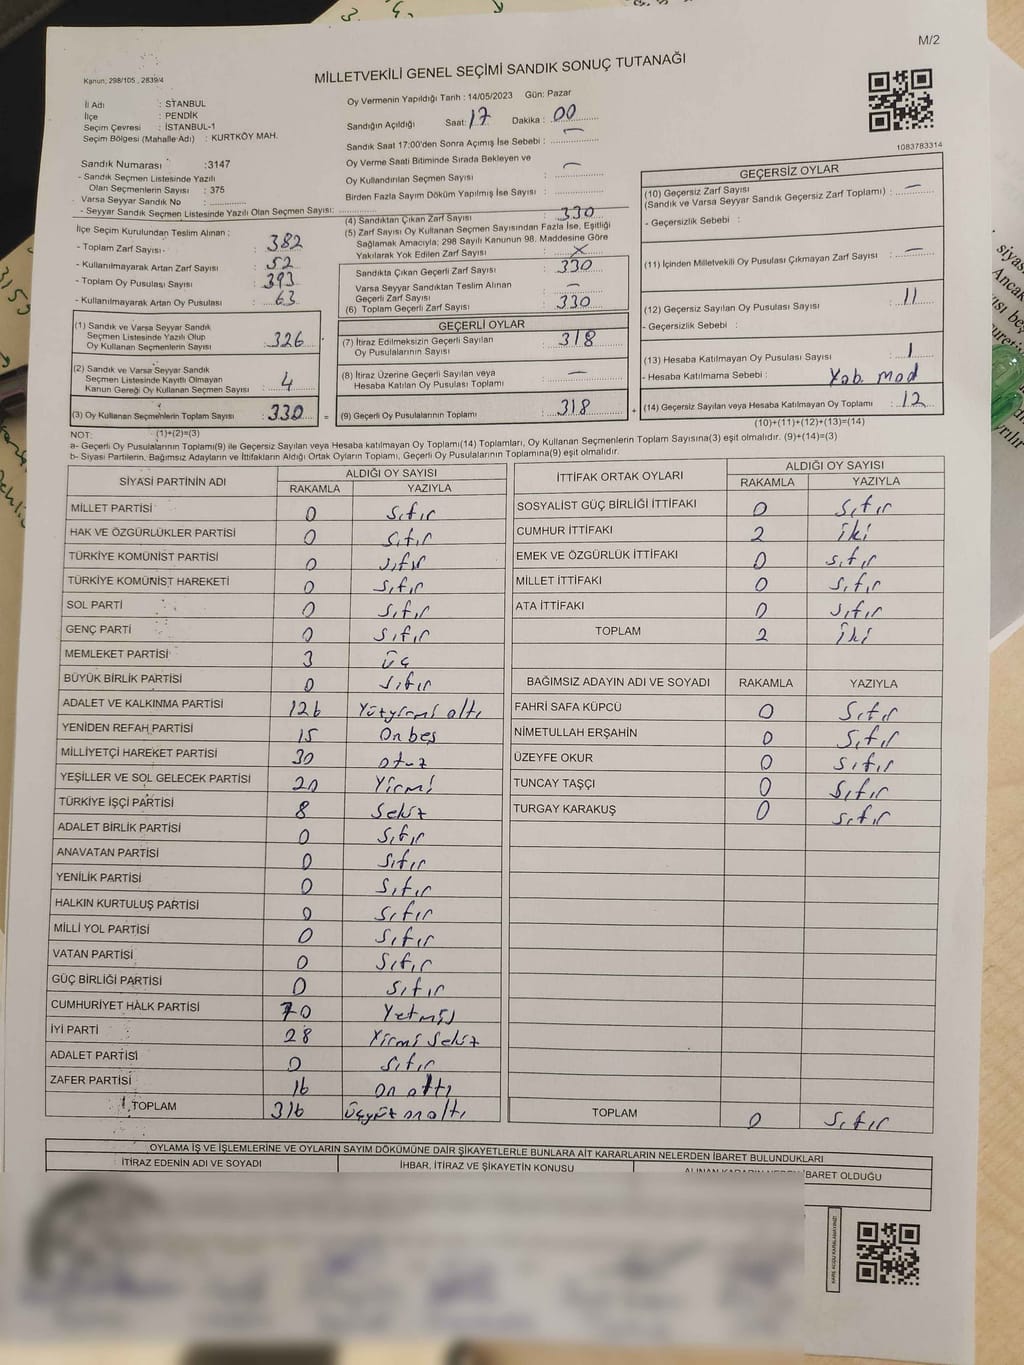 M/2
Kanun; 298/105 , 2839/4
MİLLETVEKİLİ GENEL SEÇİMİ SANDIK SONUÇ TUTANAĞI
İl Adı : STANBUL
İlçe : PENDİK
Seçim Çevresi : İSTANBUL-1
Seçim Bölgesi (Mahalle Adı) : KURTKÖY MAH.
Oy Vermenin Yapıldığı Tarih : 14/05/2023 Gün: Pazar
Sandığın Açıldığı Saat: 17 Dakika : 00
Sandık Saat 17:00'den Sonra Açımış İse Sebebi : —
Oy Verme Saati Bitiminde Sırada Bekleyen ve
Oy Kullandırılan Seçmen Sayısı : —
Birden Fazla Sayım Döküm Yapılmış İse Sayısı :
1083783314
Sandık Numarası :3147
- Sandık Seçmen Listesinde Yazılı
Olan Seçmenlerin Sayısı : 375
- Varsa Seyyar Sandık No :
- Seyyar Sandık Seçmen Listesinde Yazılı Olan Seçmen Sayısı:
İlçe Seçim Kurulundan Teslim Alınan :
- Toplam Zarf Sayısı : 382
- Kullanılmayarak Artan Zarf Sayısı : 52
- Toplam Oy Pusulası Sayısı : 393
- Kullanılmayarak Artan Oy Pusulası : 63
(1) Sandık ve Varsa Seyyar Sandık
Seçmen Listesinde Yazılı Olup
Oy Kullanan Seçmenlerin Sayısı : 326
(2) Sandık ve Varsa Seyyar Sandık
Seçmen Listesinde Kayıtlı Olmayan
Kanun Gereği Oy Kullanan Seçmen Sayısı : 4
(3) Oy Kullanan Seçmenlerin Toplam Sayısı : 330
(4) Sandıktan Çıkan Zarf Sayısı : 330
(5) Zarf Sayısı Oy Kullanan Seçmen Sayısından Fazla İse, Eşitliği
Sağlamak Amacıyla; 298 Sayılı Kanunun 98. Maddesine Göre
Yakılarak Yok Edilen Zarf Sayısı : X
Sandıkta Çıkan Geçerli Zarf Sayısı : 330
Varsa Seyyar Sandıktan Teslim Alınan
Geçerli Zarf Sayısı : —
(6) Toplam Geçerli Zarf Sayısı : 330
GEÇERLİ OYLAR
(7) İtiraz Edilmeksizin Geçerli Sayılan
Oy Pusulalarının Sayısı : 318
(8) İtiraz Üzerine Geçerli Sayılan veya
Hesaba Katılan Oy Pusulası Toplamı : —
= (9) Geçerli Oy Pusulalarının Toplamı : 318
GEÇERSİZ OYLAR
(10) Geçersiz Zarf Sayısı
(Sandık ve Varsa Seyyar Sandık Geçersiz Zarf Toplamı) : —
- Geçersizlik Sebebi :
(11) İçinden Milletvekili Oy Pusulası Çıkmayan Zarf Sayısı : —
(12) Geçersiz Sayılan Oy Pusulası Sayısı : 11
- Geçersizlik Sebebi :
(13) Hesaba Katılmayan Oy Pusulası Sayısı : 1
- Hesaba Katılmama Sebebi : Yab. mad
+ (14) Geçersiz Sayılan veya Hesaba Katılmayan Oy Toplamı : 12
NOT: (1)+(2)=(3)
(10)+(11)+(12)+(13)=(14)
a- Geçerli Oy Pusulalarının Toplamı(9) ile Geçersiz Sayılan veya Hesaba katılmayan Oy Toplamı(14) Toplamları, Oy Kullanan Seçmenlerin Toplam Sayısına(3) eşit olmalıdır. (9)+(14)=(3)
b- Siyasi Partilerin, Bağımsız Adayların ve İttifakların Aldığı Ortak Oyların Toplamı, Geçerli Oy Pusulalarının Toplamına(9) eşit olmalıdır.
SİYASİ PARTİNİN ADI ALDIĞI OY SAYISI
RAKAMLA YAZIYLA
MİLLET PARTİSİ 0 Sıfır
HAK VE ÖZGÜRLÜKLER PARTİSİ 0 Sıfır
TÜRKİYE KOMÜNİST PARTİSİ 0 sıfır
TÜRKİYE KOMÜNİST HAREKETİ 0 sıfır
SOL PARTİ 0 sıfır
GENÇ PARTİ 0 sıfır
MEMLEKET PARTİSİ 3 üç
BÜYÜK BİRLİK PARTİSİ 0 sıfır
ADALET VE KALKINMA PARTİSİ 126 Yüzyirmi altı
YENİDEN REFAH PARTİSİ 15 On beş
MİLLİYETÇİ HAREKET PARTİSİ 30 otuz
YEŞİLLER VE SOL GELECEK PARTİSİ 20 Yirmi
TÜRKİYE İŞÇİ PARTİSİ 8 Sekiz
ADALET BİRLİK PARTİSİ 0 Sıfır
ANAVATAN PARTİSİ 0 Sıfır
YENİLİK PARTİSİ 0 Sıfır
HALKIN KURTULUŞ PARTİSİ 0 Sıfır
MİLLİ YOL PARTİSİ 0 Sıfır
VATAN PARTİSİ 0 Sıfır
GÜÇ BİRLİĞİ PARTİSİ 0 Sıfır
CUMHURİYET HALK PARTİSİ 70 Yetmiş
İYİ PARTİ 28 Yirmi Sekiz
ADALET PARTİSİ 0 Sıfır
ZAFER PARTİSİ 16 On altı
TOPLAM 316 Üçyüz on altı
İTTİFAK ORTAK OYLARI ALDIĞI OY SAYISI
RAKAMLA YAZIYLA
SOSYALİST GÜÇ BİRLİĞİ İTTİFAKI 0 Sıfır
CUMHUR İTTİFAKI 2 iki
EMEK VE ÖZGÜRLÜK İTTİFAKI 0 sıfır
MİLLET İTTİFAKI 0 sıfır
ATA İTTİFAKI 0 sıfır
TOPLAM 2 İki
BAĞIMSIZ ADAYIN ADI VE SOYADI RAKAMLA YAZIYLA
FAHRİ SAFA KÜPCÜ 0 Sıfır
NİMETULLAH ERŞAHİN 0 Sıfır
ÜZEYFE OKUR 0 sıfır
TUNCAY TAŞÇI 0 Sıfır
TURGAY KARAKUŞ 0 sıfır
TOPLAM 0 Sıfır
OYLAMA İŞ VE İŞLEMLERİNE VE OYLARIN SAYIM DÖKÜMÜNE DAİR ŞİKAYETLERLE BUNLARA AİT KARARLARIN NELERDEN İBARET BULUNDUKLARI
İTİRAZ EDENİN ADI VE SOYADI İHBAR, İTİRAZ VE ŞİKAYETİN KONUSU ALINAN KARARIN NEDEN İBARET OLDUĞU